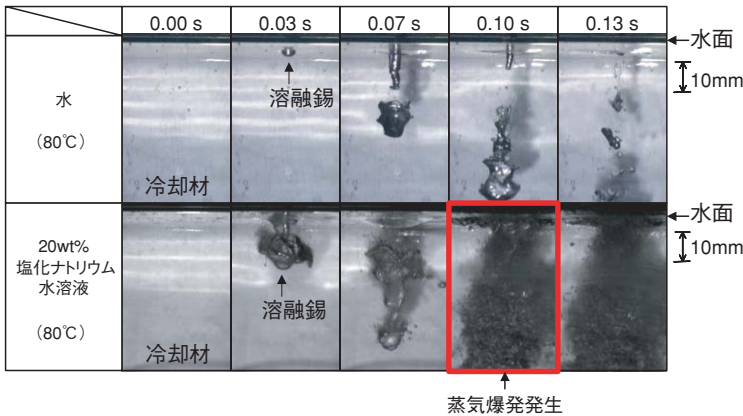 0.00 s 0.03 s 0.07 s 0.10 s 0.13 s
水面
10mm
水
(80℃)
溶融錫
冷却材
水面
10mm
20wt%
塩化ナトリウム
水溶液
(80℃)
溶融錫
冷却材
蒸気爆発発生